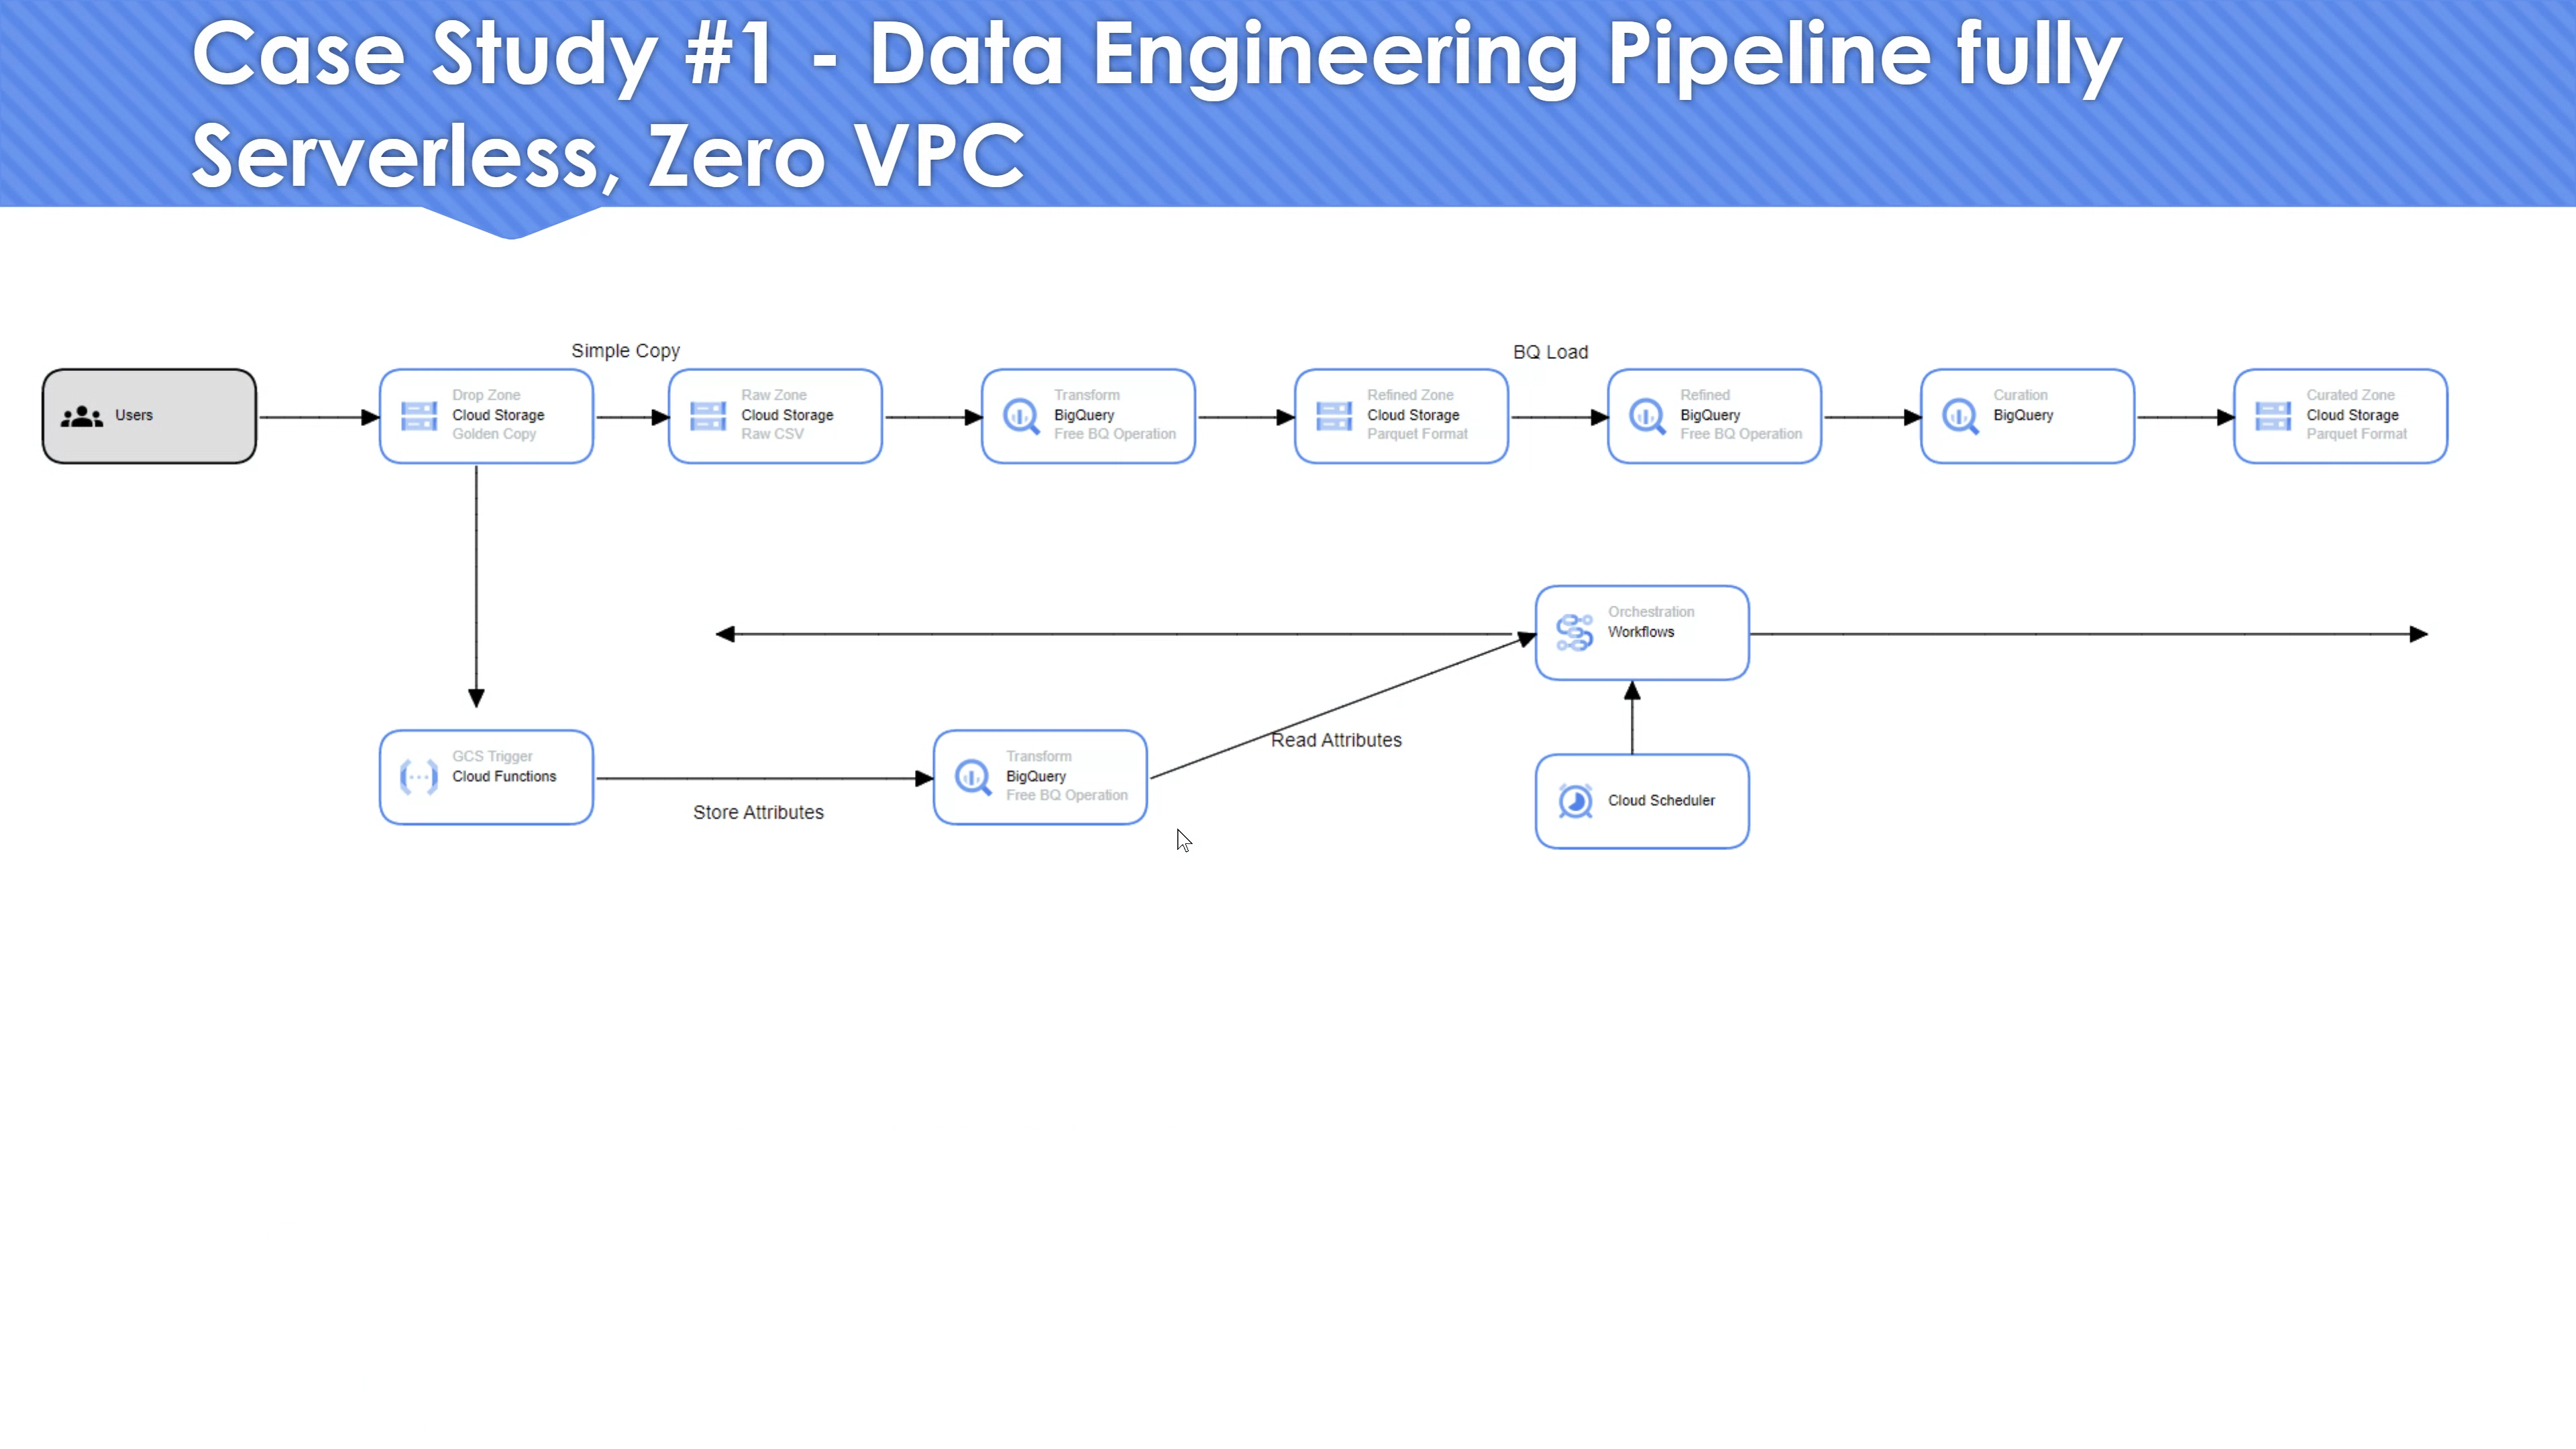 Case Study #1 - Data Engineering Pipeline fully
Serverless, Zero VPC
Simple Copy
BQ Load
Users
Drop Zone
Cloud Storage
Golden Copy
Raw Zone
Cloud Storage
Raw CSV
Transform
BigQuery
Free BQ Operation
Refined Zone
Cloud Storage
Parquet Format
Refined
BigQuery
Free BQ Operation
Curation
BigQuery
Curated Zone
Cloud Storage
Parquet Format
Orchestration
Workflows
Read Attributes
GCS Trigger
Cloud Functions
Store Attributes
Transform
BigQuery
Free BQ Operation
Cloud Scheduler